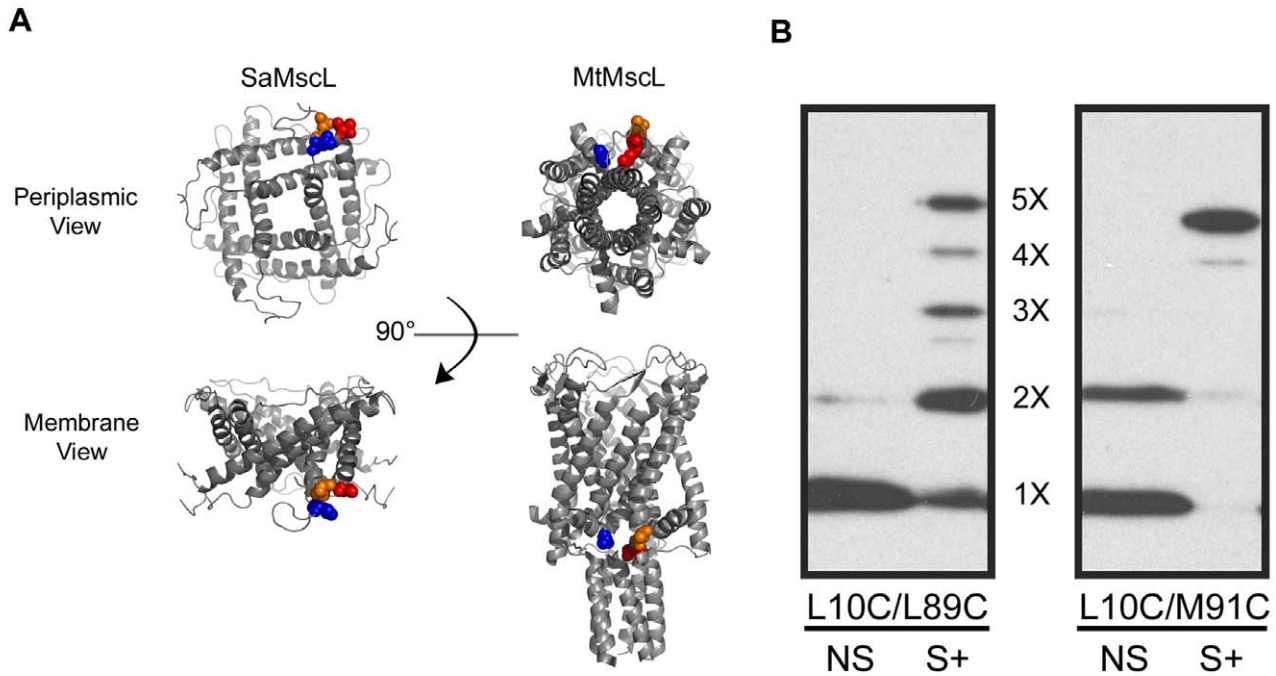 A
B
SaMscL
MtMscL
Periplasmic
View
90°
Membrane
View
5X
4X
3X
2X
1X
L10C/L89C
L10C/M91C
NS
S+
NS
S+